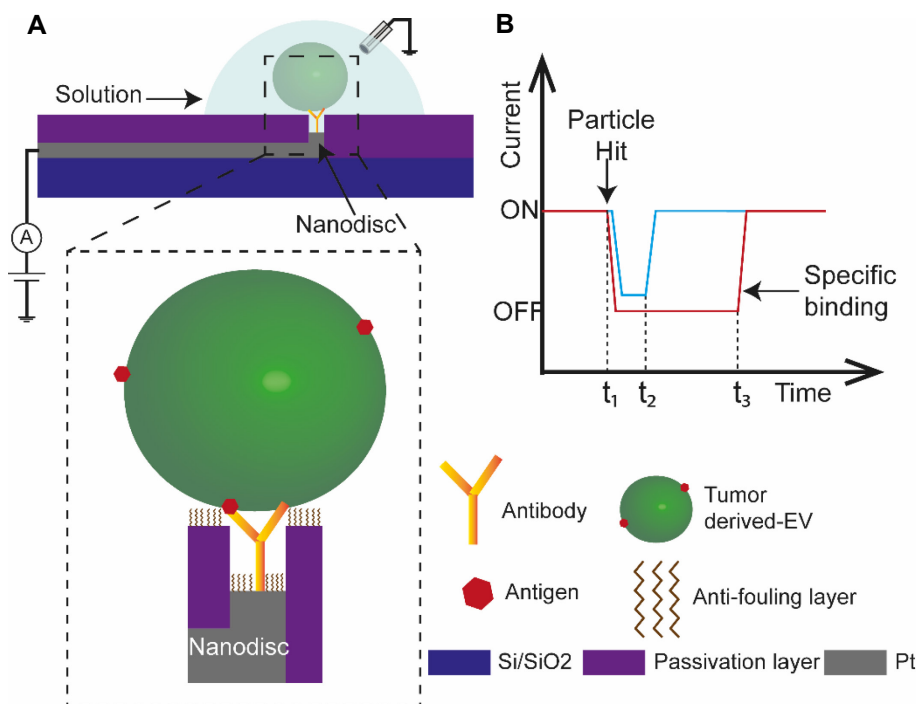 A
Solution
Nanodisc
A
Nanodisc
B
Current
Particle
Hit
ON
OFF
Specific
binding
t1 t2 t3 Time
Antibody
Tumor
derived-EV
Antigen
Anti-fouling layer
Si/SiO2 Passivation layer Pt